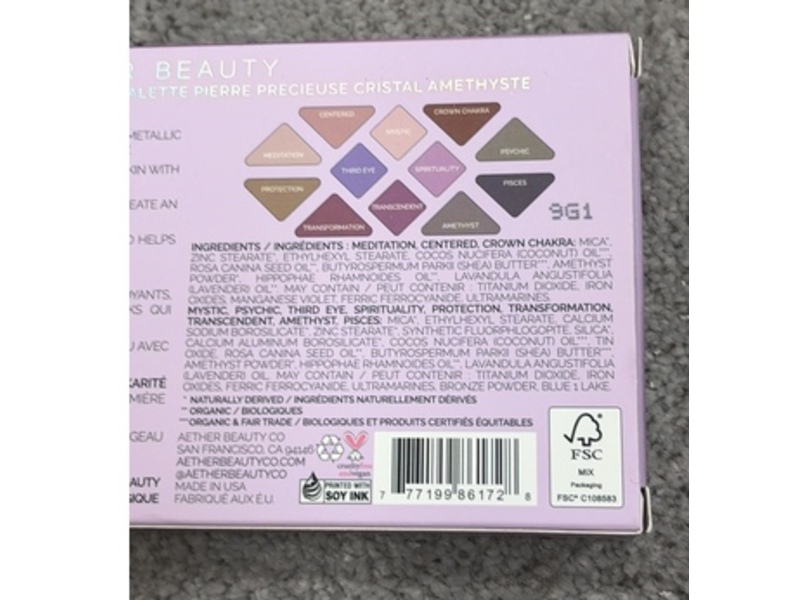 R BEAUTY
ALETTE PIERRE PRECIEUSE CRISTAL AMETHYSTE
METALLIC
KIN WITH
EATE AN
HELPS
OYANTS,
KS QUI
U AVEC
KARITÉ
MIÈRE
GEAU
AUTY
GIQUE
CENTERED
MYSTIC
CROWN CHAKRA
MEDITATION
THIRD EYE
SPIRITUALITY
PSYCHIC
PROTECTION
TRANSCENDENT
PISCES
TRANSFORMATION
AMETHYST
9G1
INGREDIENTS / INGRÉDIENTS : MEDITATION, CENTERED, CROWN CHAKRA: MICA*,
ZINC STEARATE*, ETHYLHEXYL STEARATE, COCOS NUCIFERA (COCONUT) OIL***,
ROSA CANINA SEED OIL**, BUTYROSPERMUM PARKII (SHEA) BUTTER***, AMETHYST
POWDER*, HIPPOPHAE RHAMNOIDES OIL**, LAVANDULA ANGUSTIFOLIA
(LAVENDER) OIL** MAY CONTAIN / PEUT CONTENIR : TITANIUM DIOXIDE, IRON
OXIDES, MANGANESE VIOLET, FERRIC FERROCYANIDE, ULTRAMARINES.
MYSTIC, PSYCHIC, THIRD EYE, SPIRITUALITY, PROTECTION, TRANSFORMATION,
TRANSCENDENT, AMETHYST, PISCES: MICA*, ETHYLHEXYL STEARATE, CALCIUM
SODIUM BOROSILICATE*, ZINC STEARATE*, SYNTHETIC FLUORPHLOGOPITE, SILICA*,
CALCIUM ALUMINUM BOROSILICATE*, COCOS NUCIFERA (COCONUT) OIL***, TIN
OXIDE, ROSA CANINA SEED OIL**, BUTYROSPERMUM PARKII (SHEA) BUTTER***,
AMETHYST POWDER*, HIPPOPHAE RHAMNOIDES OIL**, LAVANDULA ANGUSTIFOLIA
(LAVENDER) OIL** MAY CONTAIN / PEUT CONTENIR : TITANIUM DIOXIDE, IRON
OXIDES, FERRIC FERROCYANIDE, ULTRAMARINES, BRONZE POWDER, BLUE 1 LAKE.
* NATURALLY DERIVED / INGRÉDIENTS NATURELLEMENT DÉRIVÉS
** ORGANIC / BIOLOGIQUES
***ORGANIC & FAIR TRADE / BIOLOGIQUES ET PRODUITS CERTIFIÉS ÉQUITABLES
AETHER BEAUTY CO
SAN FRANCISCO, CA 94146
AETHERBEAUTYCO.COM
@AETHERBEAUTYCO
MADE IN USA
FABRIQUÉ AUX É.U.
cruelty free
and vegan
PRINTED WITH
SOY INK
7 77199 86172 8
FSC
MIX
Packaging
FSC® C108583